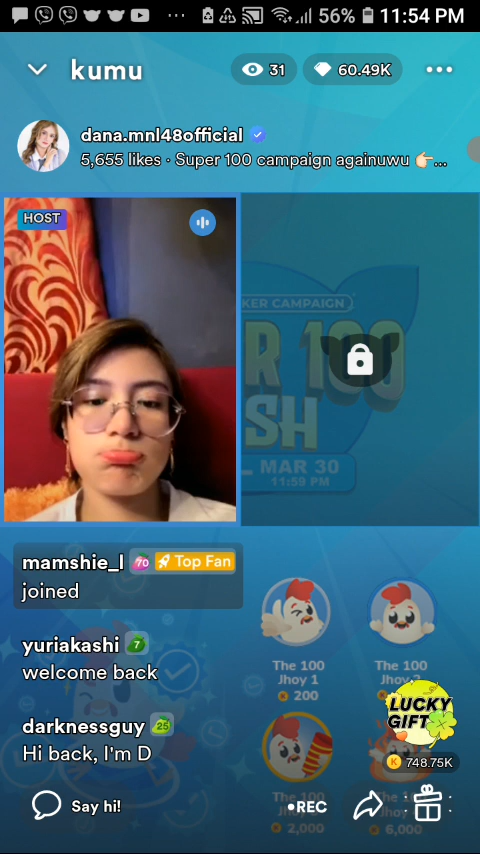 56% 11:54 PM
kumu
31
60.49K
dana.mnl48official
5,655 likes · Super 100 campaign againuwu 👉🏻...
HOST
KER CAMPAIGN
R 100
SH
MAR 30
11:59 PM
mamshie_l 70 Top Fan
joined
yuriakashi 7
welcome back
darknessguy 25
Hi back, I'm D
The 100
Jhoy 1
200
The 100
LUCKY
GIFT
K 748.75K
The 100
2,000
6,000
Say hi!
•REC